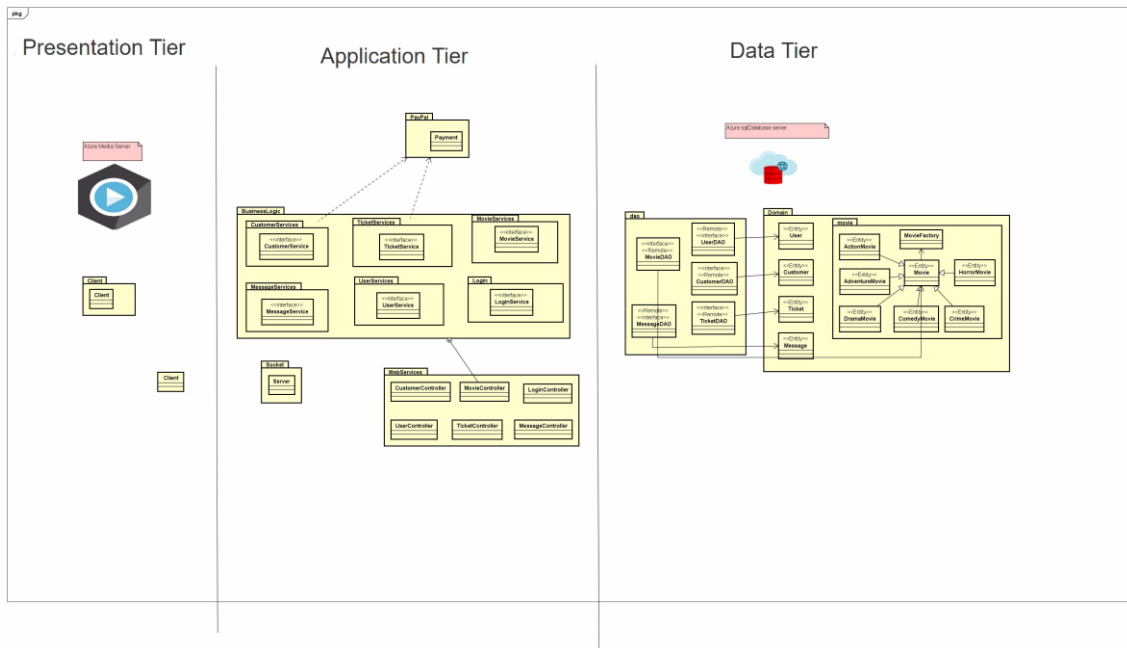 pkg
Presentation Tier
Application Tier
Data Tier
Azure Media Server
Client
Client
Client
PayPal
Payment
BusinessLogic
CustomerServices
<<interface>>
CustomerService
TicketServices
<<interface>>
TicketService
MovieServices
<<interface>>
MovieService
MessageServices
<<interface>>
MessageService
UserServices
<<interface>>
UserService
Login
<<interface>>
LoginService
Socket
Server
WebServices
CustomerController
MovieController
LoginController
UserController
TicketController
MessageController
Azure sqlDatabase server
dao
<<interface>>
<<Remote>>
MovieDAO
<<Remote>>
<<interface>>
UserDAO
<<interface>>
<<Remote>>
CustomerDAO
<<Remote>>
<<interface>>
MessageDAO
<<interface>>
<<Remote>>
TicketDAO
Domain
<<Entity>>
User
<<Entity>>
Customer
<<Entity>>
Ticket
<<Entity>>
Message
movie
<<Entity>>
ActionMovie
MovieFactory
<<Entity>>
AdventureMovie
<<Entity>>
Movie
<<Entity>>
HorrorMovie
<<Entity>>
DramaMovie
<<Entity>>
ComedyMovie
<<Entity>>
CrimeMovie